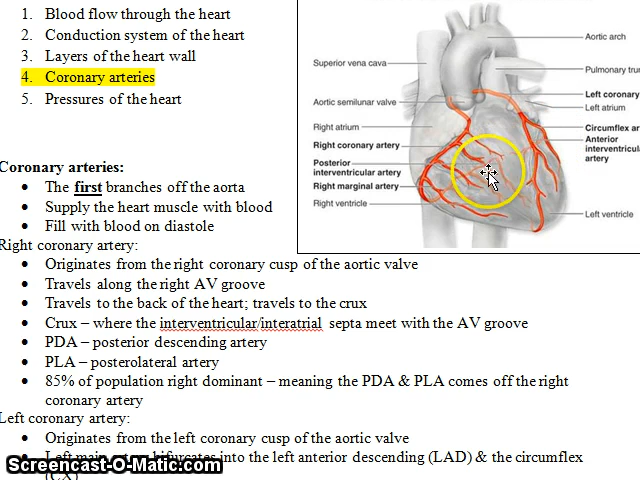 1. Blood flow through the heart
2. Conduction system of the heart
3. Layers of the heart wall
4. Coronary arteries
5. Pressures of the heart
Superior vena cava
Aortic semilunar valve
Right atrium
Right coronary artery
Posterior
interventricular artery
Right marginal artery
Right ventricle
Aortic arch
Pulmonary trun
Left coronary
Left atrium
Circumflex ar
Anterior
interventric
artery
Left ventricle
Coronary arteries:
• The first branches off the aorta
• Supply the heart muscle with blood
• Fill with blood on diastole
Right coronary artery:
• Originates from the right coronary cusp of the aortic valve
• Travels along the right AV groove
• Travels to the back of the heart; travels to the crux
• Crux – where the interventricular/interatrial septa meet with the AV groove
• PDA – posterior descending artery
• PLA – posterolateral artery
• 85% of population right dominant – meaning the PDA & PLA comes off the right
coronary artery
Left coronary artery:
• Originates from the left coronary cusp of the aortic valve
• Left main artery bifurcates into the left anterior descending (LAD) & the circumflex
(CX)
Screencast-O-Matic.com